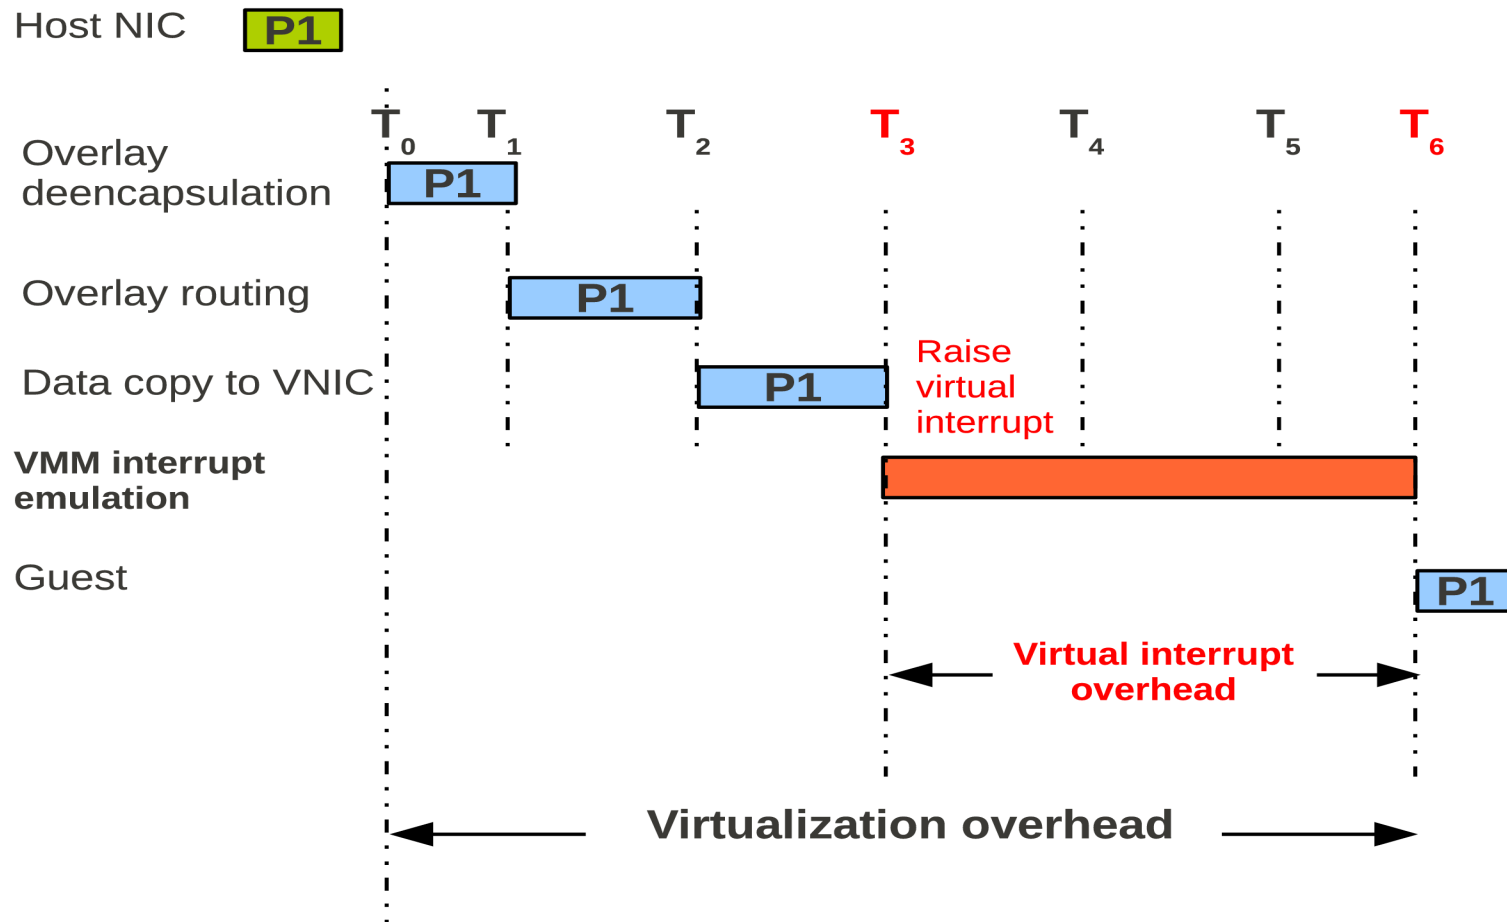 Host NIC
P1
T0 T1 T2 T3 T4 T5 T6
Overlay
deencapsulation
P1
Overlay routing
P1
Data copy to VNIC
P1
Raise
virtual
interrupt
VMM interrupt
emulation
Guest
P1
Virtual interrupt
overhead
Virtualization overhead